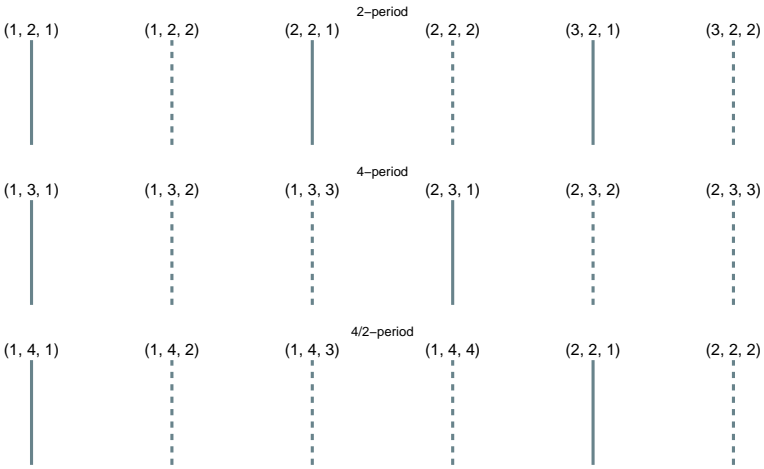 2−period
(1, 2, 1) (1, 2, 2) (2, 2, 1) (2, 2, 2) (3, 2, 1) (3, 2, 2)
4−period
(1, 3, 1) (1, 3, 2) (1, 3, 3) (2, 3, 1) (2, 3, 2) (2, 3, 3)
4/2−period
(1, 4, 1) (1, 4, 2) (1, 4, 3) (1, 4, 4) (2, 2, 1) (2, 2, 2)